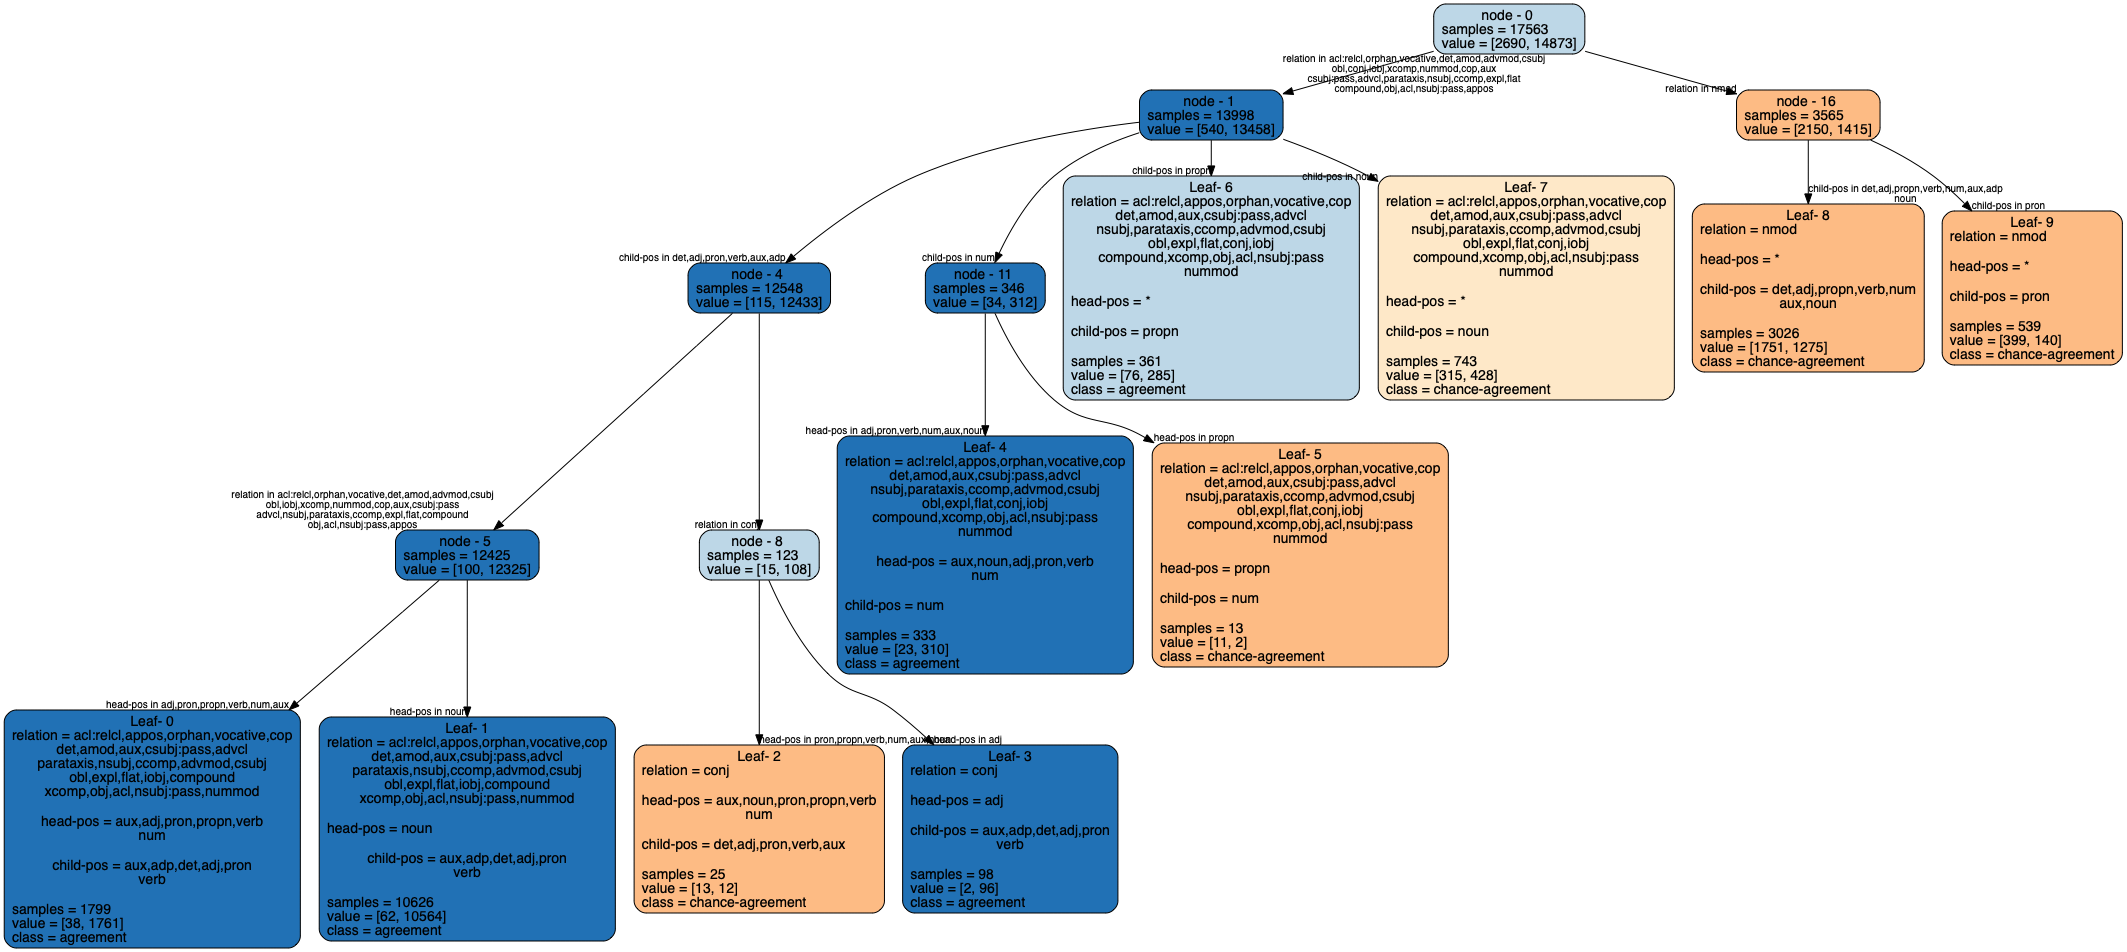 node - 0
samples = 17563
value = [2690, 14873]
relation in acl:relcl,orphan,vocative,det,amod,advmod,csubj
obl,conj,iobj,xcomp,nummod,cop,aux
csubj:pass,advcl,parataxis,nsubj,ccomp,expl,flat
compound,obj,acl,nsubj:pass,appos
relation in nmod
node - 1
samples = 13998
value = [540, 13458]
node - 16
samples = 3565
value = [2150, 1415]
child-pos in det,adj,pron,verb,aux,adp
child-pos in num
child-pos in propn
child-pos in noun
child-pos in det,adj,propn,verb,num,aux,adp
noun
child-pos in pron
node - 4
samples = 12548
value = [115, 12433]
node - 11
samples = 346
value = [34, 312]
Leaf- 6
relation = acl:relcl,appos,orphan,vocative,cop
det,amod,aux,csubj:pass,advcl
nsubj,parataxis,ccomp,advmod,csubj
obl,expl,flat,conj,iobj
compound,xcomp,obj,acl,nsubj:pass
nummod
head-pos = *
child-pos = propn
samples = 361
value = [76, 285]
class = agreement
Leaf- 7
relation = acl:relcl,appos,orphan,vocative,cop
det,amod,aux,csubj:pass,advcl
nsubj,parataxis,ccomp,advmod,csubj
obl,expl,flat,conj,iobj
compound,xcomp,obj,acl,nsubj:pass
nummod
head-pos = *
child-pos = noun
samples = 743
value = [315, 428]
class = chance-agreement
Leaf- 8
relation = nmod
head-pos = *
child-pos = det,adj,propn,verb,num
aux,noun
samples = 3026
value = [1751, 1275]
class = chance-agreement
Leaf- 9
relation = nmod
head-pos = *
child-pos = pron
samples = 539
value = [399, 140]
class = chance-agreement
relation in acl:relcl,orphan,vocative,det,amod,advmod,csubj
obl,iobj,xcomp,nummod,cop,aux,csubj:pass
advcl,nsubj,parataxis,ccomp,expl,flat,compound
obj,acl,nsubj:pass,appos
relation in conj
head-pos in adj,pron,verb,num,aux,noun
head-pos in propn
node - 5
samples = 12425
value = [100, 12325]
node - 8
samples = 123
value = [15, 108]
Leaf- 4
relation = acl:relcl,appos,orphan,vocative,cop
det,amod,aux,csubj:pass,advcl
nsubj,parataxis,ccomp,advmod,csubj
obl,expl,flat,conj,iobj
compound,xcomp,obj,acl,nsubj:pass
nummod
head-pos = aux,noun,adj,pron,verb
num
child-pos = num
samples = 333
value = [23, 310]
class = agreement
Leaf- 5
relation = acl:relcl,appos,orphan,vocative,cop
det,amod,aux,csubj:pass,advcl
nsubj,parataxis,ccomp,advmod,csubj
obl,expl,flat,conj,iobj
compound,xcomp,obj,acl,nsubj:pass
nummod
head-pos = propn
child-pos = num
samples = 13
value = [11, 2]
class = chance-agreement
head-pos in adj,pron,propn,verb,num,aux
head-pos in noun
head-pos in pron,propn,verb,num,aux,noun
head-pos in adj
Leaf- 0
relation = acl:relcl,appos,orphan,vocative,cop
det,amod,aux,csubj:pass,advcl
parataxis,nsubj,ccomp,advmod,csubj
obl,expl,flat,iobj,compound
xcomp,obj,acl,nsubj:pass,nummod
head-pos = aux,adj,pron,propn,verb
num
child-pos = aux,adp,det,adj,pron
verb
samples = 1799
value = [38, 1761]
class = agreement
Leaf- 1
relation = acl:relcl,appos,orphan,vocative,cop
det,amod,aux,csubj:pass,advcl
parataxis,nsubj,ccomp,advmod,csubj
obl,expl,flat,iobj,compound
xcomp,obj,acl,nsubj:pass,nummod
head-pos = noun
child-pos = aux,adp,det,adj,pron
verb
samples = 10626
value = [62, 10564]
class = agreement
Leaf- 2
relation = conj
head-pos = aux,noun,pron,propn,verb
num
child-pos = det,adj,pron,verb,aux
samples = 25
value = [13, 12]
class = chance-agreement
Leaf- 3
relation = conj
head-pos = adj
child-pos = aux,adp,det,adj,pron
verb
samples = 98
value = [2, 96]
class = agreement